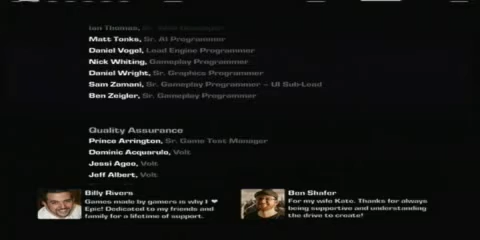 Ian Thomas, Sr.
Matt Tonks, Sr. AI Programmer
Daniel Vogel, Lead Engine Programmer
Nick Whiting, Gameplay Programmer
Daniel Wright, Sr. Graphics Programmer
Sam Zamani, Sr. Gameplay Programmer - UI Sub-Lead
Ben Zeigler, Sr. Gameplay Programmer
Quality Assurance
Prince Arrington, Sr. Game Test Manager
Dominic Acquarulo, Volt
Jessi Agee, Volt
Jeff Albert, Volt
Billy Rivers
Games made by gamers is why I ❤
Epic! Dedicated to my friends and
family for a lifetime of support.
Ben Shafer
For my wife Kate. Thanks for always
being supportive and understanding
the drive to create!